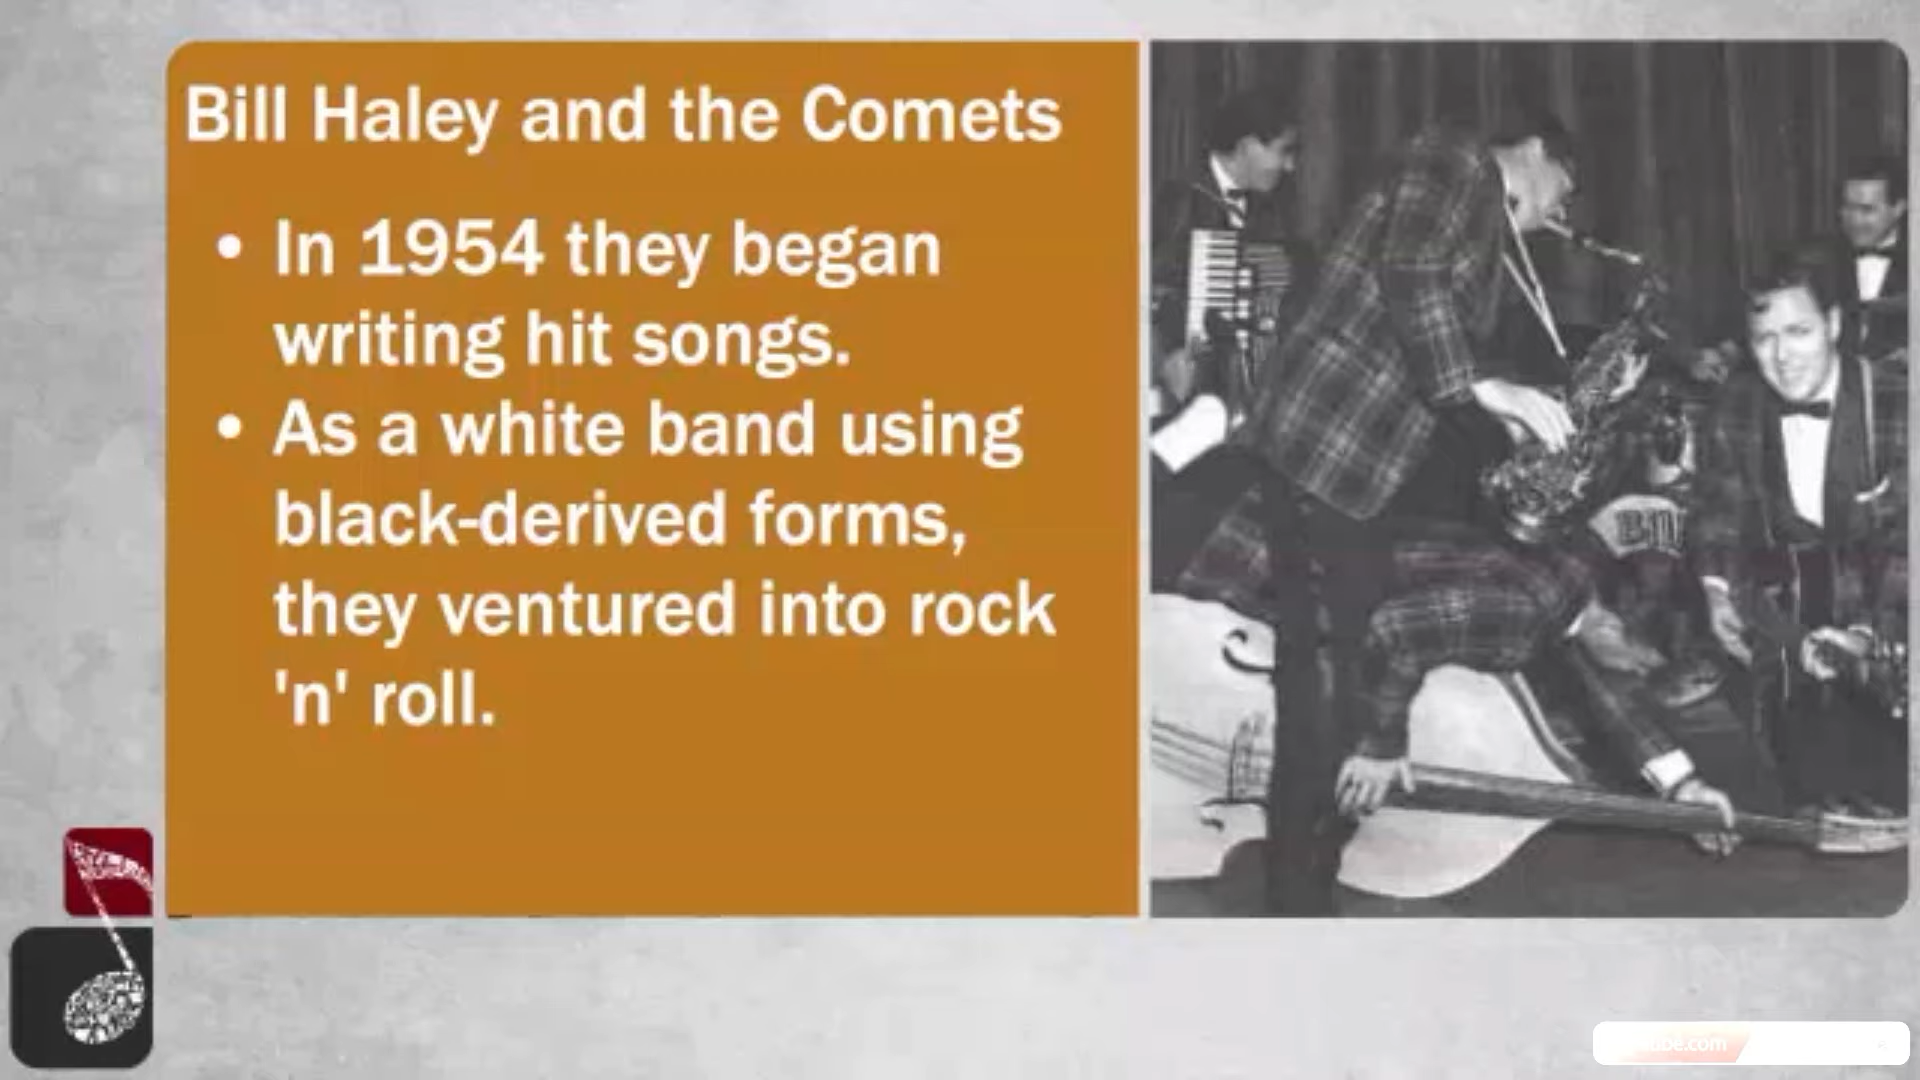 Bill Haley and the Comets
• In 1954 they began
writing hit songs.
• As a white band using
black-derived forms,
they ventured into rock
'n' roll.